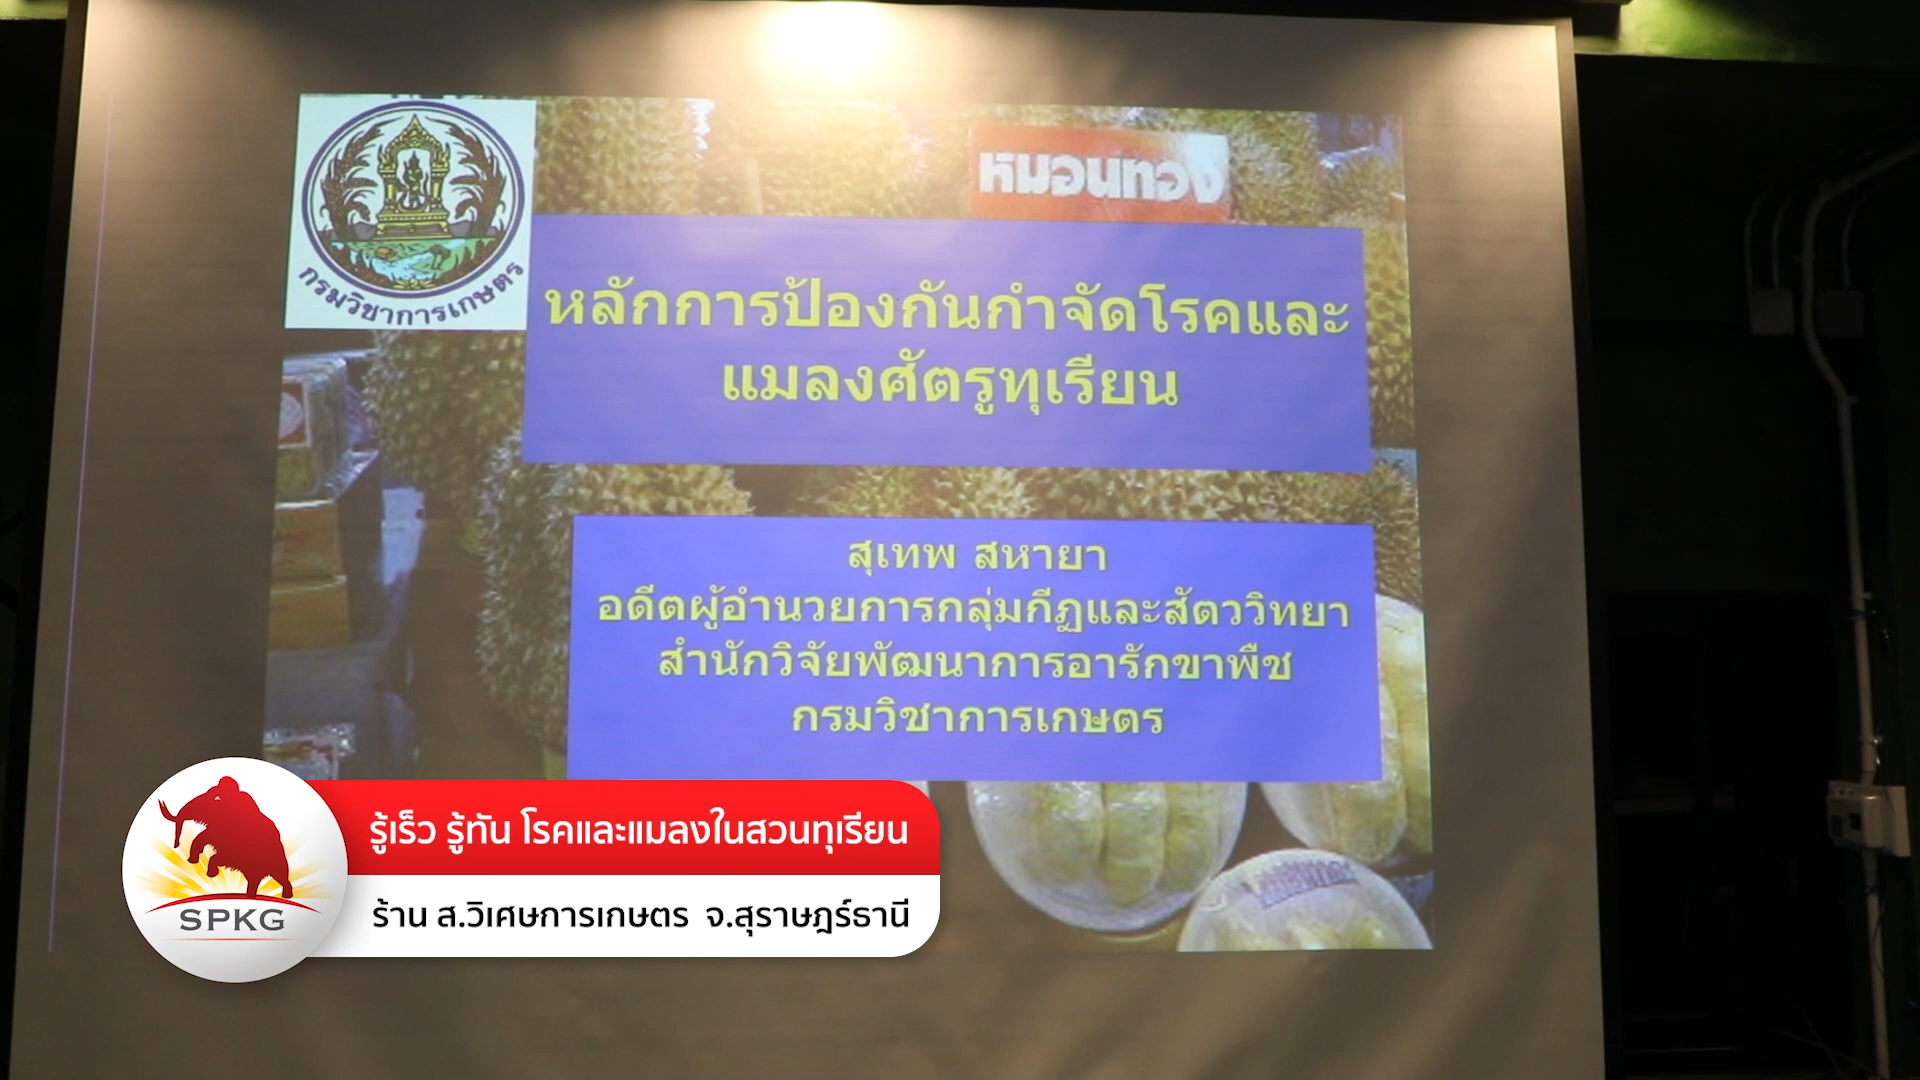 หมอนทอง
กรมวิชาการเกษตร
หลักการป้องกันกำจัดโรคและ
แมลงศัตรูทุเรียน
สุเทพ สหายา
อดีตผู้อำนวยการกลุ่มกีฏและสัตววิทยา
สำนักวิจัยพัฒนาการอารักขาพืช
กรมวิชาการเกษตร
รู้เร็ว รู้ทัน โรคและแมลงในสวนทุเรียน
ร้าน ส.วิเศษการเกษตร จ.สุราษฎร์ธานี
SPKG